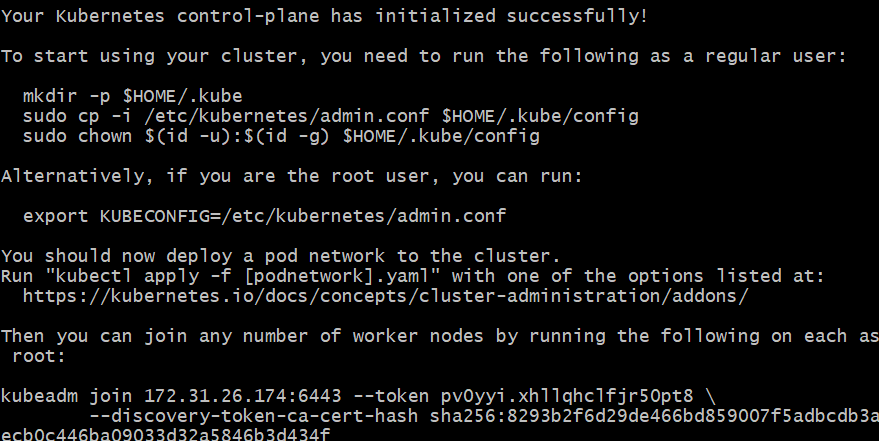 Your Kubernetes control-plane has initialized successfully!
To start using your cluster, you need to run the following as a regular user:
mkdir -p $HOME/.kube
sudo cp -i /etc/kubernetes/admin.conf $HOME/.kube/config
sudo chown $(id -u):$(id -g) $HOME/.kube/config
Alternatively, if you are the root user, you can run:
export KUBECONFIG=/etc/kubernetes/admin.conf
You should now deploy a pod network to the cluster.
Run "kubectl apply -f [podnetwork].yaml" with one of the options listed at:
https://kubernetes.io/docs/concepts/cluster-administration/addons/
Then you can join any number of worker nodes by running the following on each as
root:
kubeadm join 172.31.26.174:6443 --token pv0yyi.xhllqhclfjr50pt8 \
--discovery-token-ca-cert-hash sha256:8293b2f6d29de466bd859007f5adbcdb3a
ecb0c446ba09033d32a5846b3d434f